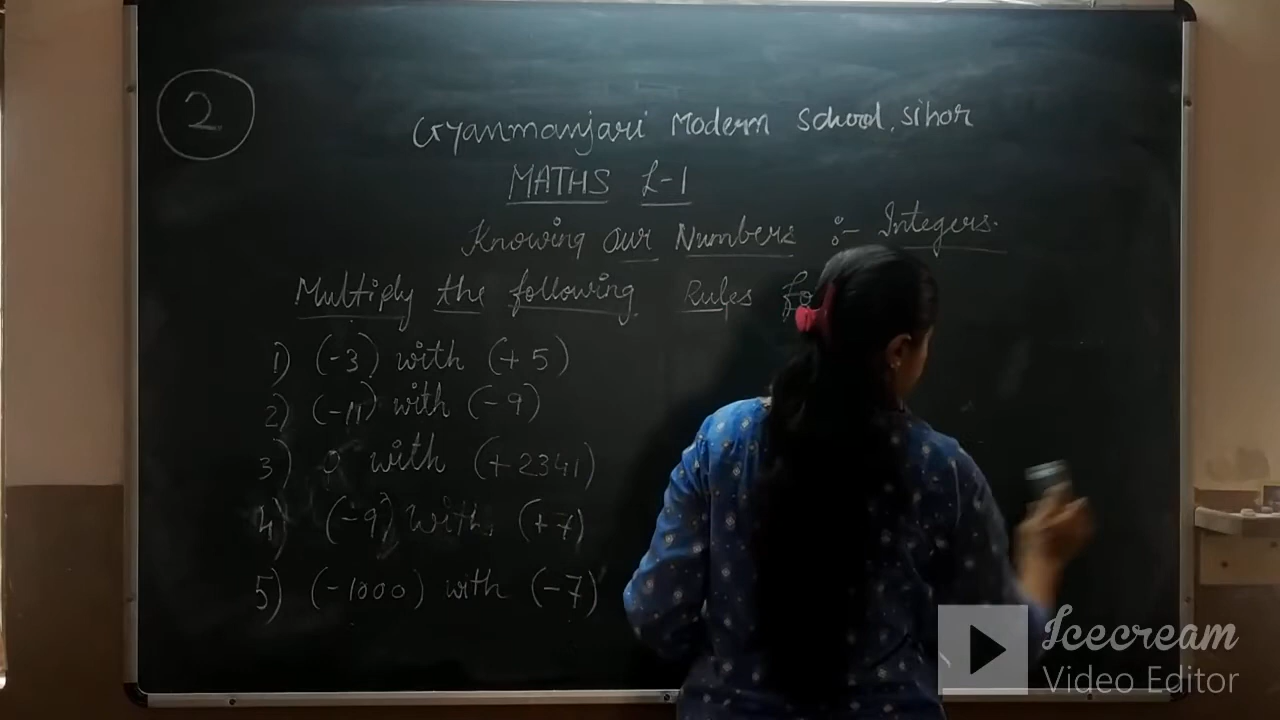 2
Gyanmanjari Modern School, Sihor
MATHS L-1
Knowing our Numbers :- Integers.
Multiply the following. Rules fo
1) (-3) with (+5)
2) (-11) with (-9)
3) 0 with (+2341)
4) (-9) with (+7)
5) (-1000) with (-7)
Icecream
Video Editor